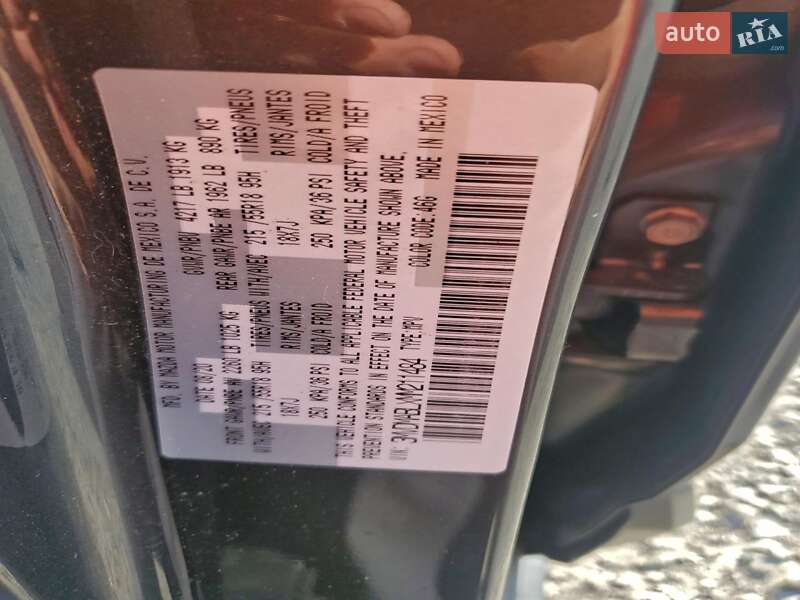 auto RIA .com
MFD. BY MAZDA MOTOR MANUFACTURING DE MEXICO S.A. DE C.V.
DATE 08/20 GVWR/PNBV 4217 LB 1913 KG
FRONT GAWR/PNBE AV 2260 LB 1025 KG REAR GAWR/PNBE AR 1962 LB 890 KG
WITH/AVEC 215/55R18 95H TIRES/PNEUS WITH/AVEC 215/55R18 95H TIRES/PNEUS
18X7J RIMS/JANTES 18X7J RIMS/JANTES
250 KPA/36 PSI COLD/A FROID 250 KPA/36 PSI COLD/A FROID
THIS VEHICLE CONFORMS TO ALL APPLICABLE FEDERAL MOTOR VEHICLE SAFETY AND THEFT
PREVENTION STANDARDS IN EFFECT ON THE DATE OF MANUFACTURE SHOWN ABOVE.
VIN: TYPE: MPV COLOR CODE: 46G MADE IN MEXICO